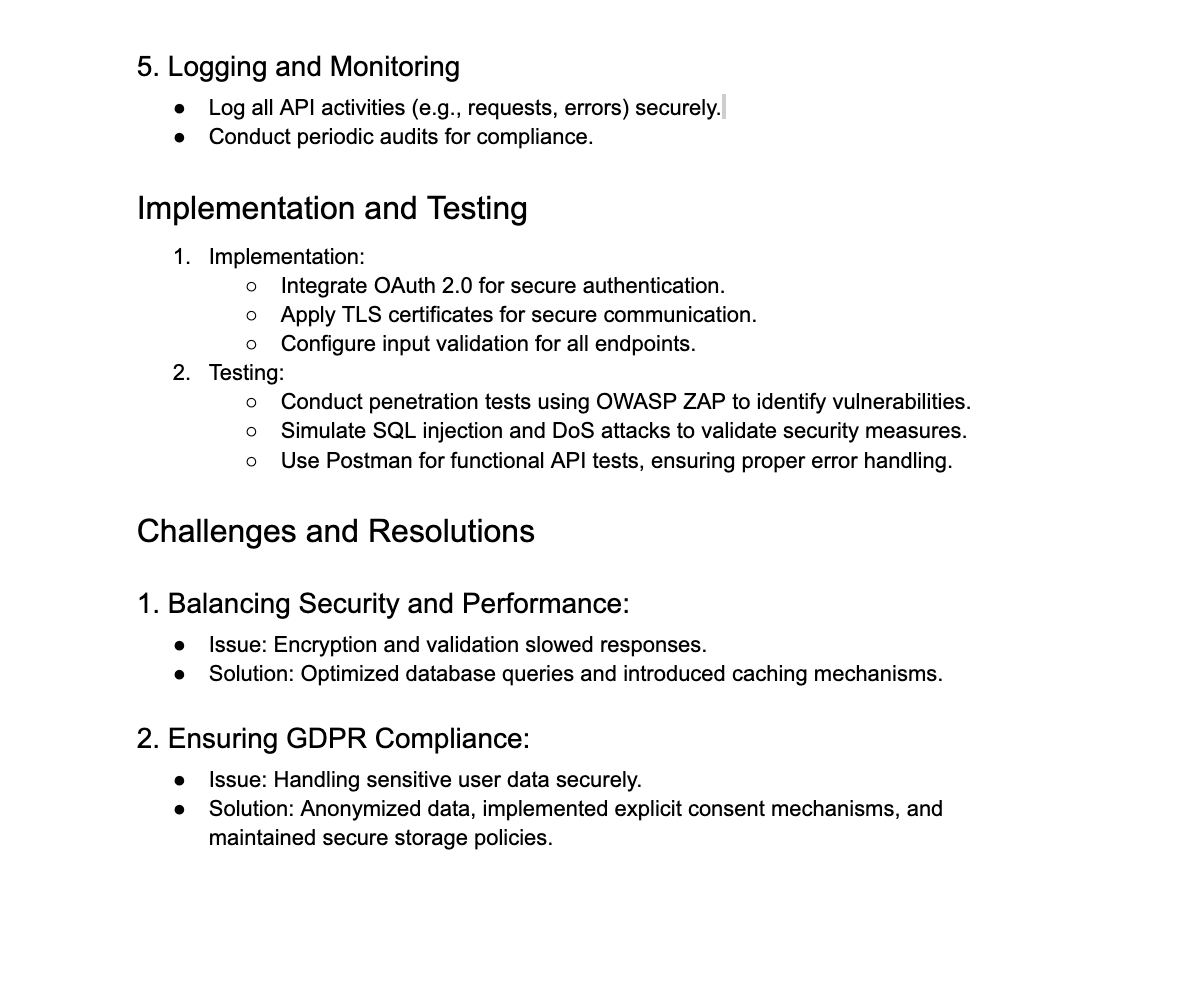 5. Logging and Monitoring
● Log all API activities (e.g., requests, errors) securely.
● Conduct periodic audits for compliance.
Implementation and Testing
1. Implementation:
○ Integrate OAuth 2.0 for secure authentication.
○ Apply TLS certificates for secure communication.
○ Configure input validation for all endpoints.
2. Testing:
○ Conduct penetration tests using OWASP ZAP to identify vulnerabilities.
○ Simulate SQL injection and DoS attacks to validate security measures.
○ Use Postman for functional API tests, ensuring proper error handling.
Challenges and Resolutions
1. Balancing Security and Performance:
● Issue: Encryption and validation slowed responses.
● Solution: Optimized database queries and introduced caching mechanisms.
2. Ensuring GDPR Compliance:
● Issue: Handling sensitive user data securely.
● Solution: Anonymized data, implemented explicit consent mechanisms, and
maintained secure storage policies.